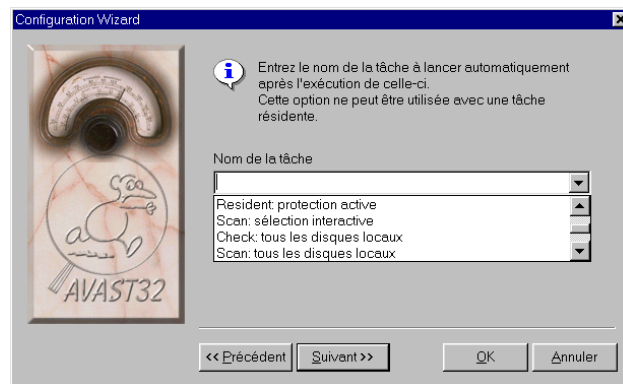 Configuration Wizard
Entrez le nom de la tâche à lancer automatiquement
après l'exécution de celle-ci.
Cette option ne peut être utilisée avec une tâche
résidente.
Nom de la tâche
Resident: protection active
Scan: sélection interactive
Check: tous les disques locaux
Scan: tous les disques locaux
AVAST32
<< Précédent
Suivant >>
OK
Annuler